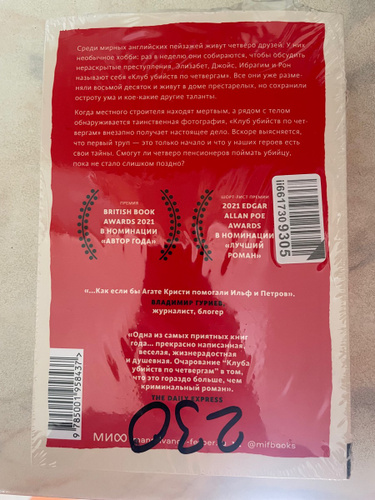 Среди мирных английских пейзажей живут четверо друзей. У них
необычное хобби: раз в неделю они собираются, чтобы обсудить
нераскрытые преступления. Элизабет, Джойс, Ибрагим и Рон
называют себя «Клуб убийств по четвергам». Все они уже разме-
няли восьмой десяток и живут в доме престарелых, но сохранили
остроту ума и кое-какие другие таланты.
Когда местного строителя находят мертвым, а рядом с телом
обнаруживается таинственная фотография, «Клуб убийств по чет-
вергам» внезапно получает настоящее дело. Вскоре выясняется,
что первый труп — это только начало и что у наших героев есть
свои тайны. Смогут ли четверо пенсионеров поймать убийцу,
пока не стало слишком поздно?
ПРЕМИЯ
BRITISH BOOK
AWARDS 2021
В НОМИНАЦИИ
«АВТОР ГОДА»
ШОРТ-ЛИСТ ПРЕМИИ
2021 EDGAR
ALLAN POE
AWARDS
В НОМИНАЦИИ
«ЛУЧШИЙ
РОМАН»
ii6617309305
«...Как если бы Агате Кристи помогали Ильф и Петров».
ВЛАДИМИР ГУРИЕВ,
журналист, блогер
«Одна из самых приятных книг
года... прекрасно написанная,
веселая, жизнерадостная
и душевная. Очарование "Клуба
убийств по четвергам" в том,
что это гораздо больше, чем
криминальный роман».
THE DAILY EXPRESS
9 785001 958437 >
230
МИФ @mifbooks